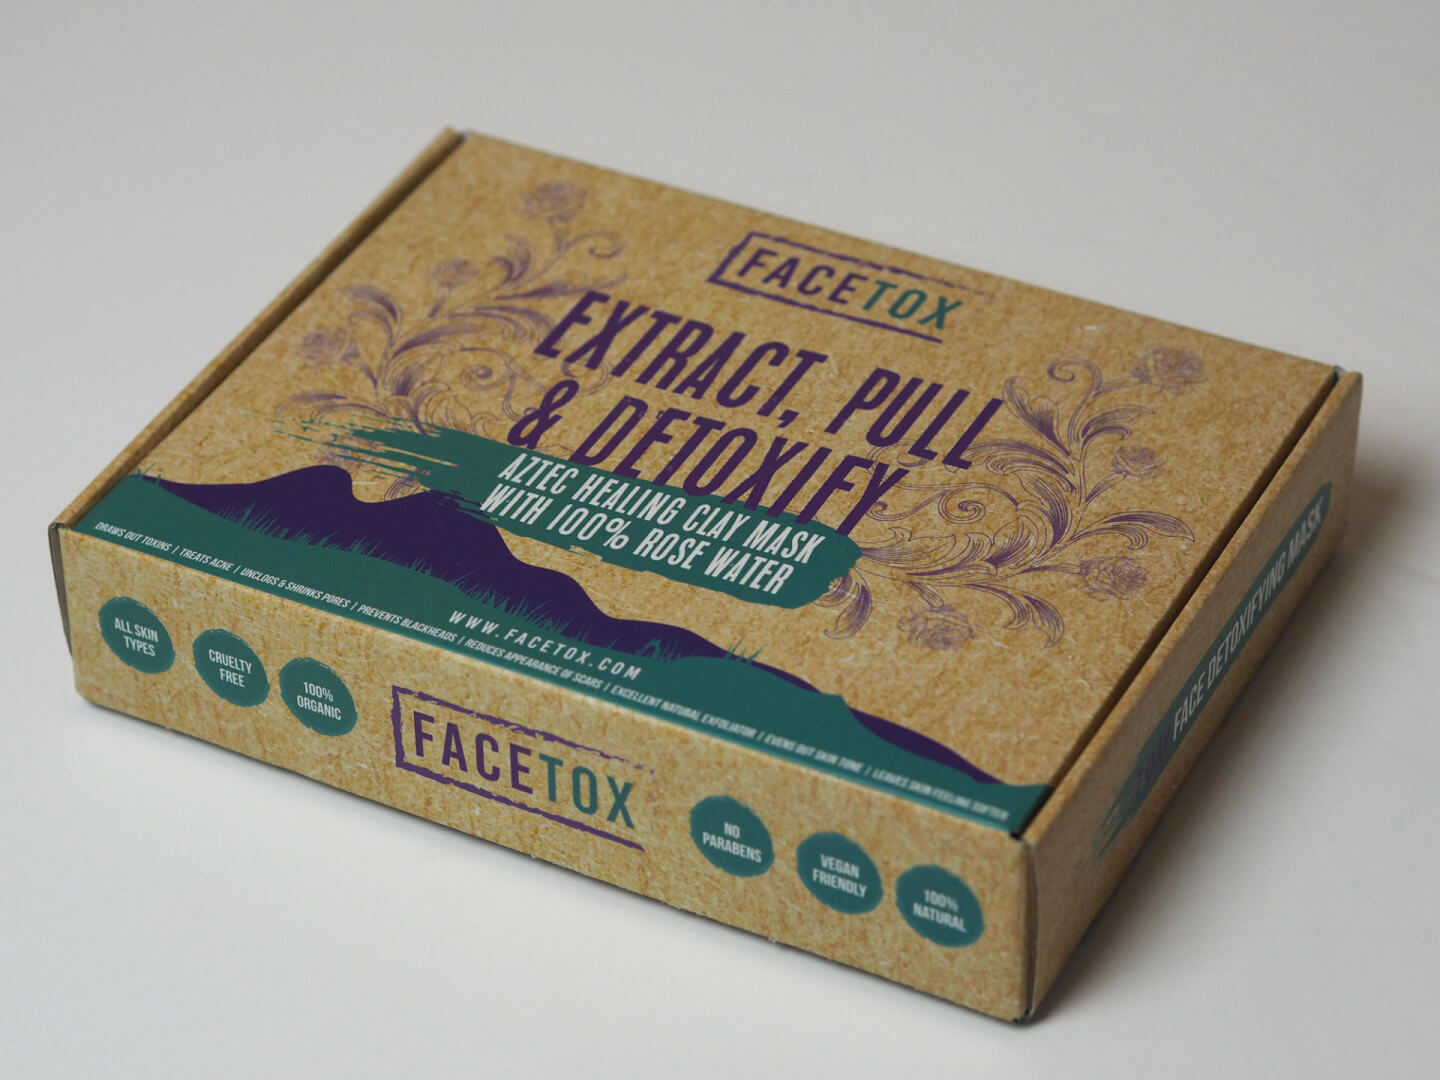 FACETOX
EXTRACT, PULL
& DETOXIFY
AZTEC HEALING CLAY MASK
WITH 100% ROSE WATER
WWW.FACETOX.COM
DRAWS OUT TOXINS / TREATS ACNE / UNCLOGS & SHRINKS PORES / PREVENTS BLACKHEADS / REDUCES APPEARANCE OF SCARS / EXCELLENT NATURAL EXFOLIATOR / EVENS OUT SKIN TONE / LEAVES SKIN FEELING SOFTER
ALL SKIN
TYPES
CRUELTY
FREE
100%
ORGANIC
FACETOX
NO
PARABENS
VEGAN
FRIENDLY
100%
NATURAL
FACE DETOXIFYING MASK